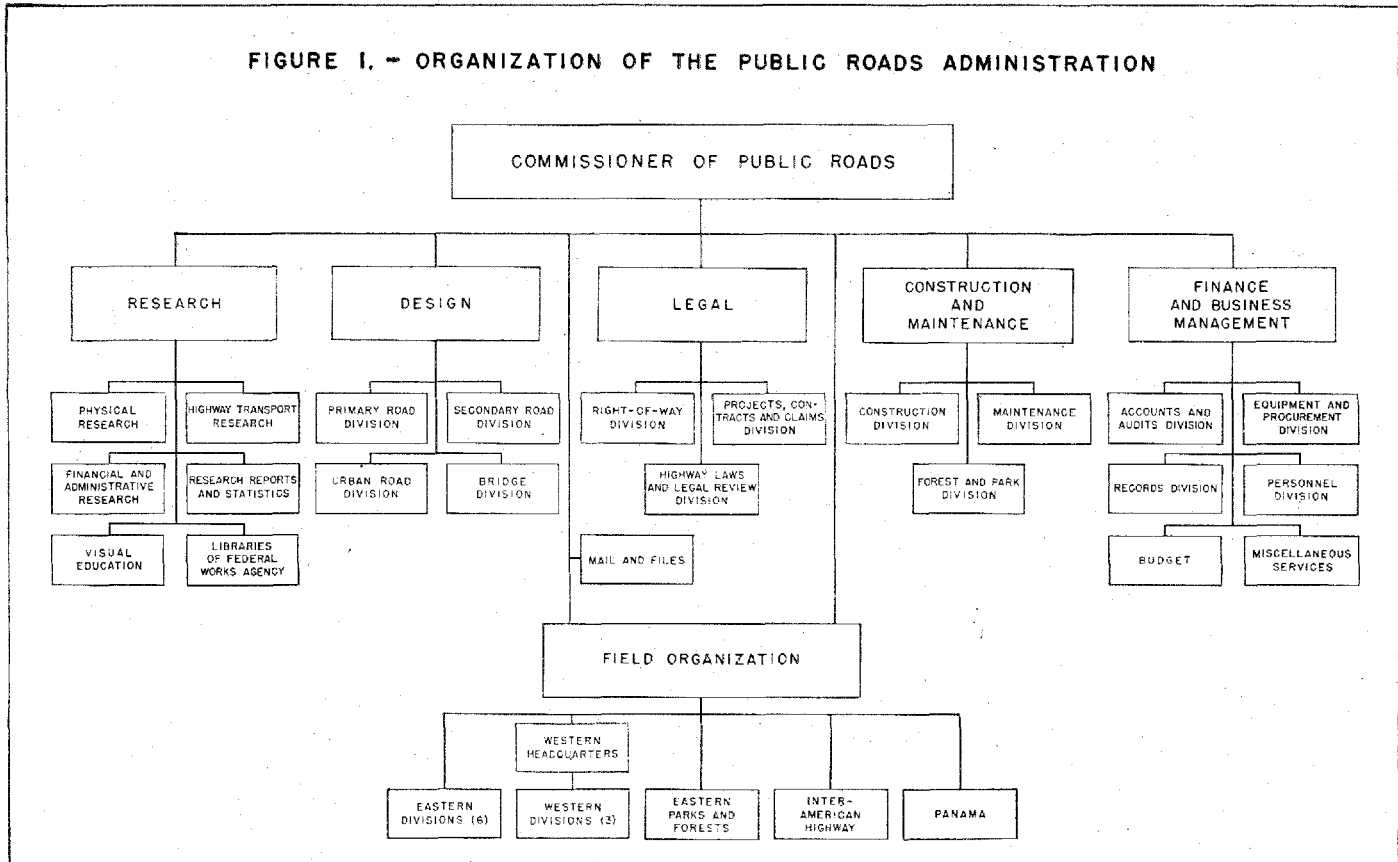 FIGURE I. - ORGANIZATION OF THE PUBLIC ROADS ADMINISTRATION
COMMISSIONER OF PUBLIC ROADS
RESEARCH
DESIGN
LEGAL
CONSTRUCTION
AND
MAINTENANCE
FINANCE
AND BUSINESS
MANAGEMENT
PHYSICAL
RESEARCH
HIGHWAY TRANSPORT
RESEARCH
FINANCIAL AND
ADMINISTRATIVE
RESEARCH
RESEARCH REPORTS
AND STATISTICS
VISUAL
EDUCATION
LIBRARIES
OF FEDERAL
WORKS AGENCY
PRIMARY ROAD
DIVISION
SECONDARY ROAD
DIVISION
URBAN ROAD
DIVISION
BRIDGE
DIVISION
RIGHT-OF-WAY
DIVISION
PROJECTS, CON-
TRACTS AND CLAIMS
DIVISION
HIGHWAY LAWS
AND LEGAL REVIEW
DIVISION
CONSTRUCTION
DIVISION
MAINTENANCE
DIVISION
FOREST AND PARK
DIVISION
ACCOUNTS AND
AUDITS DIVISION
EQUIPMENT AND
PROCUREMENT
DIVISION
RECORDS DIVISION
PERSONNEL
DIVISION
BUDGET
MISCELLANEOUS
SERVICES
MAIL AND FILES
FIELD ORGANIZATION
WESTERN
HEADQUARTERS
EASTERN
DIVISIONS (6)
WESTERN
DIVISIONS (3)
EASTERN
PARKS AND
FORESTS
INTER-
AMERICAN
HIGHWAY
PANAMA